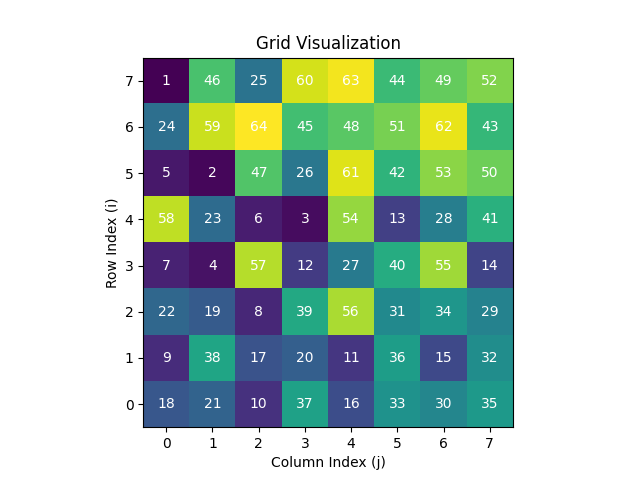 Grid Visualization
7 1 46 25 60 63 44 49 52
6 24 59 64 45 48 51 62 43
5 5 2 47 26 61 42 53 50
4 58 23 6 3 54 13 28 41
3 7 4 57 12 27 40 55 14
2 22 19 8 39 56 31 34 29
1 9 38 17 20 11 36 15 32
0 18 21 10 37 16 33 30 35
0 1 2 3 4 5 6 7
Row Index (i)
Column Index (j)